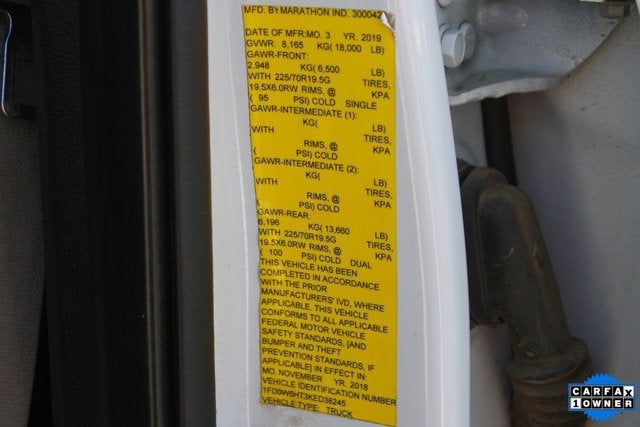 MFD. BY MARATHON IND. 300042
DATE OF MFR:MO. 3 YR. 2019
GVWR: 8,165 KG( 18,000 LB)
GAWR-FRONT:
2,948 KG( 6,500 LB)
WITH 225/70R19.5G TIRES,
19.5X6.0RW RIMS, @ KPA
( 95 PSI) COLD SINGLE
GAWR-INTERMEDIATE (1):
KG( LB)
WITH TIRES,
RIMS, @ KPA
( PSI) COLD
GAWR-INTERMEDIATE (2):
KG( LB)
WITH TIRES,
RIMS, @ KPA
( PSI) COLD
GAWR-REAR:
6,196 KG( 13,660 LB)
WITH 225/70R19.5G TIRES,
19.5X6.0RW RIMS, @ KPA
( 100 PSI) COLD DUAL
THIS VEHICLE HAS BEEN
COMPLETED IN ACCORDANCE
WITH THE PRIOR
MANUFACTURERS' IVD, WHERE
APPLICABLE. THIS VEHICLE
CONFORMS TO ALL APPLICABLE
FEDERAL MOTOR VEHICLE
SAFETY STANDARDS, [AND
BUMPER AND THEFT
PREVENTION STANDARDS, IF
APPLICABLE] IN EFFECT IN:
MO. NOVEMBER YR. 2018
VEHICLE IDENTIFICATION NUMBER
1FD0W5HT3KED38245
VEHICLE TYPE: TRUCK
CARFAX
1 OWNER